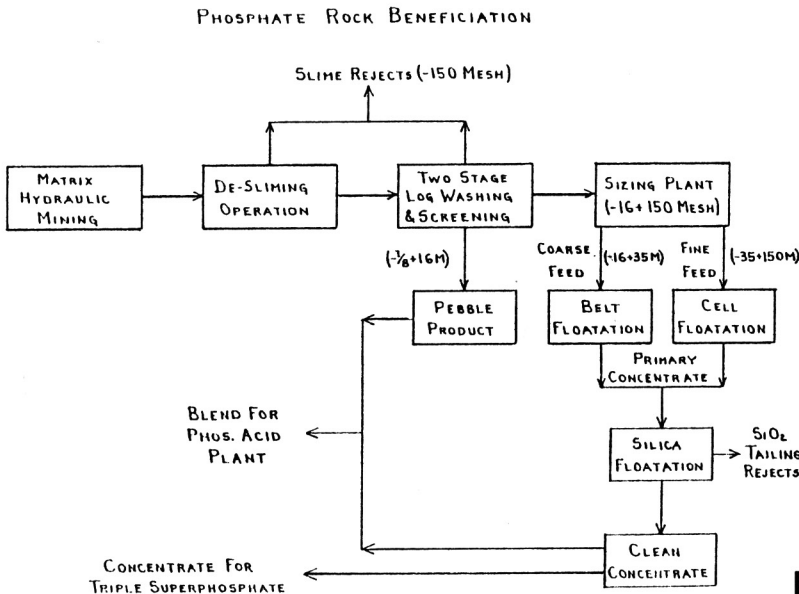 PHOSPHATE ROCK BENEFICIATION
SLIME REJECTS (-150 MESH)
MATRIX
HYDRAULIC
MINING
DE-SLIMING
OPERATION
TWO STAGE
LOG WASHING
& SCREENING
SIZING PLANT
(-16+150 MESH)
(-⅜+16M)
COARSE
FEED
(-16+35M)
FINE
FEED
(-35+150M)
PEBBLE
PRODUCT
BELT
FLOATATION
CELL
FLOATATION
PRIMARY
CONCENTRATE
BLEND FOR
PHOS. ACID
PLANT
SILICA
FLOATATION
SiO₂
TAILING
REJECTS
CLEAN
CONCENTRATE
CONCENTRATE FOR
TRIPLE SUPERPHOSPHATE